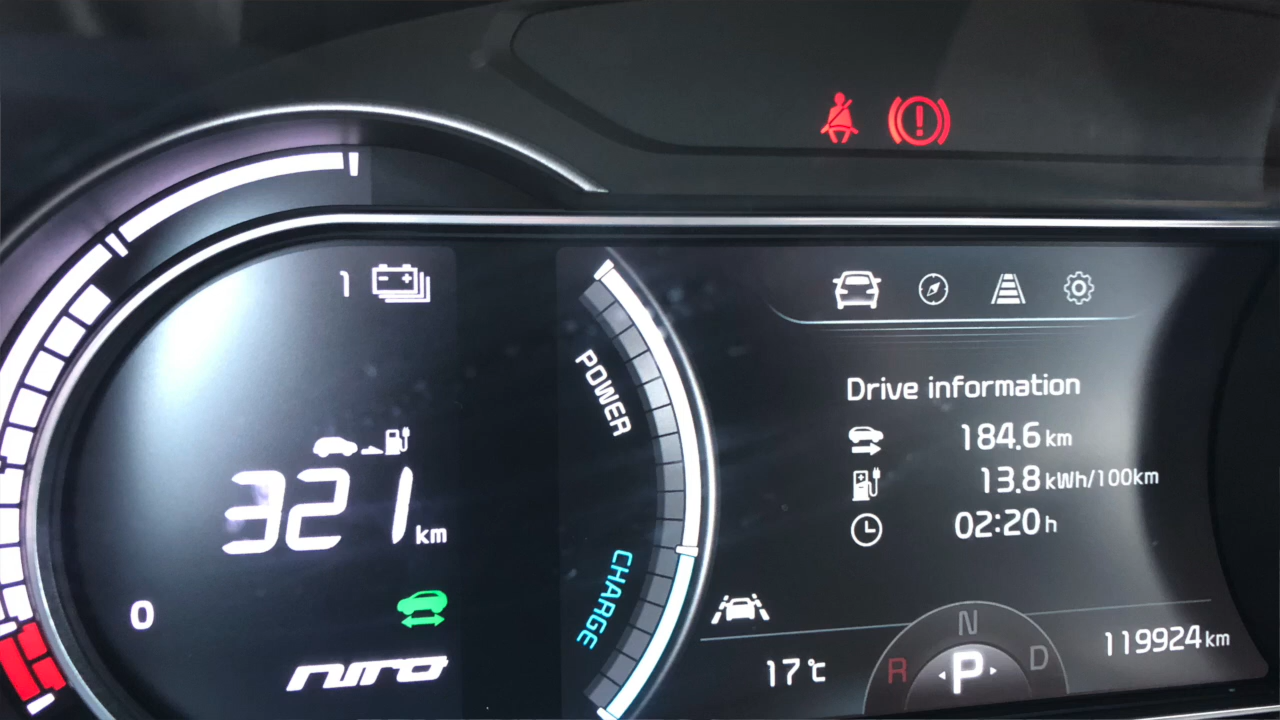 1
POWER
Drive information
184.6 km
13.8 kWh/100km
321 km
02:20 h
CHARGE
0
N
R P D
119924 km
17°C
NIRO